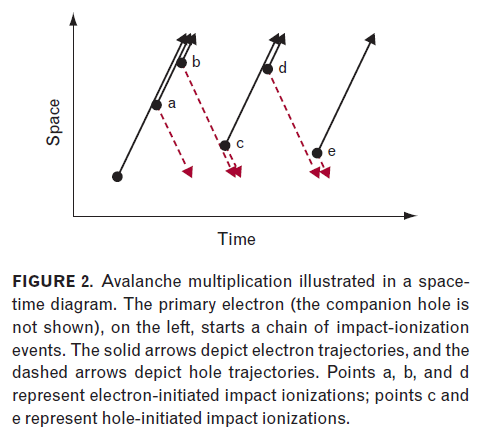 Space
a
b
c
d
e
Time
FIGURE 2. Avalanche multiplication illustrated in a space-
time diagram. The primary electron (the companion hole is
not shown), on the left, starts a chain of impact-ionization
events. The solid arrows depict electron trajectories, and the
dashed arrows depict hole trajectories. Points a, b, and d
represent electron-initiated impact ionizations; points c and
e represent hole-initiated impact ionizations.